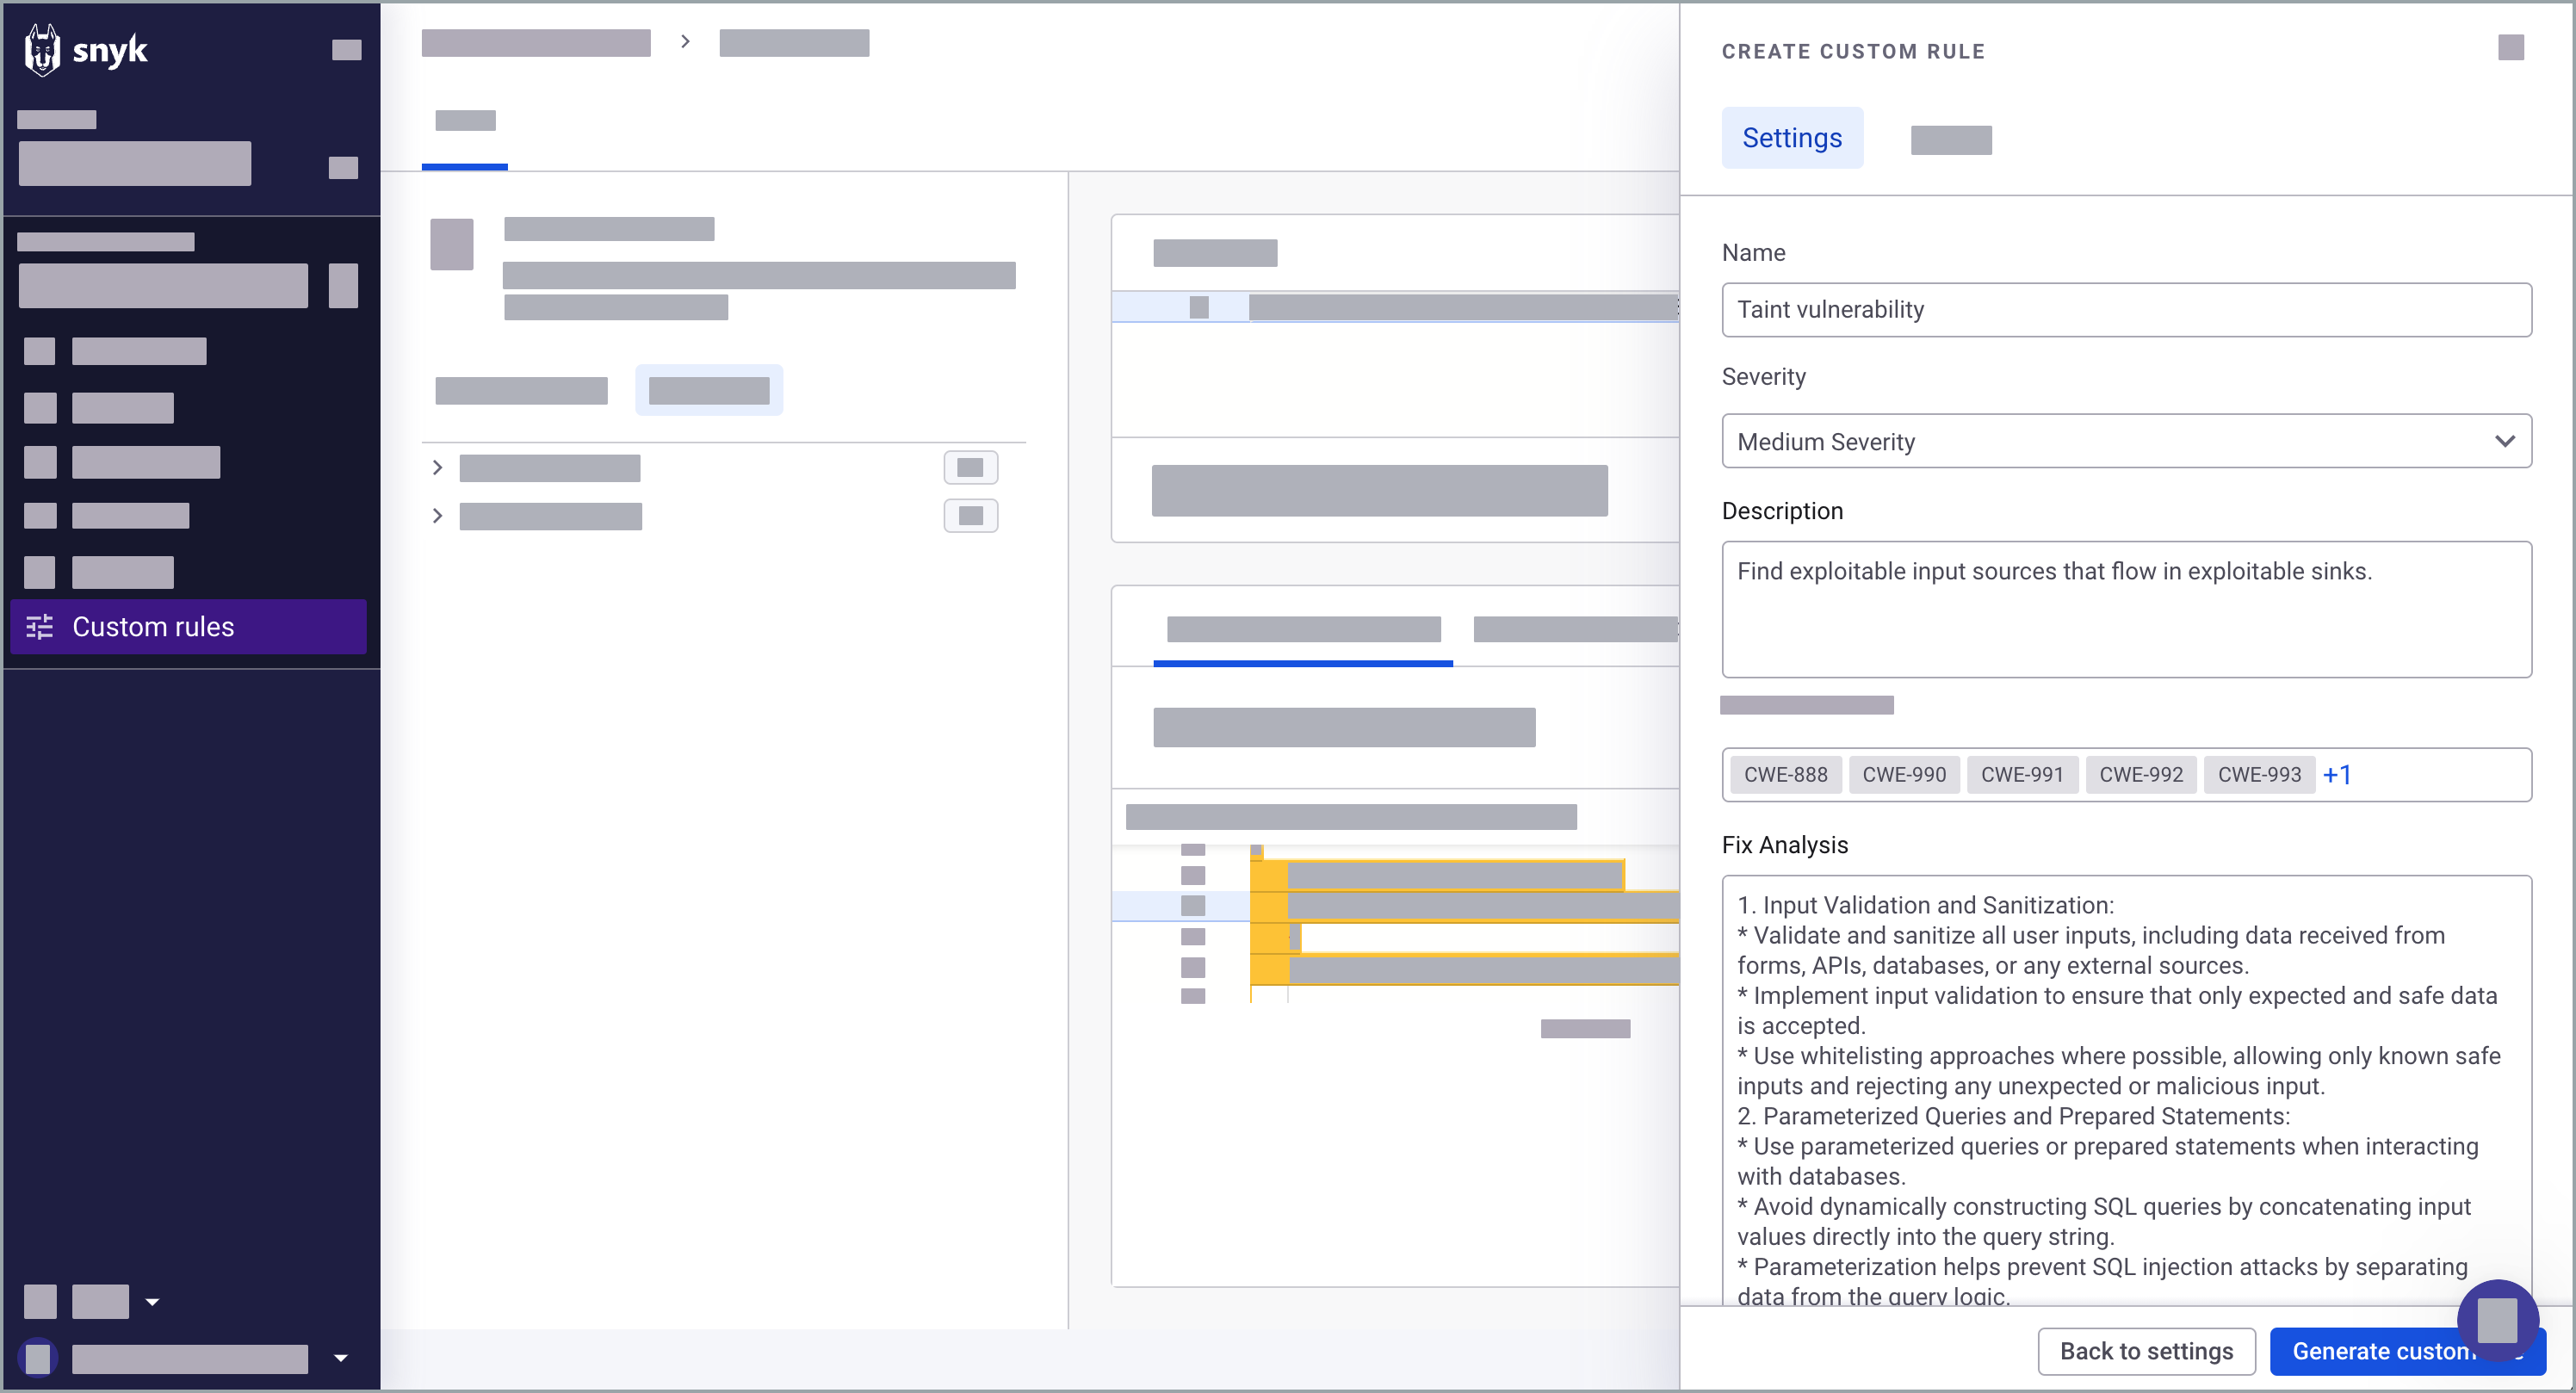 snyk
Custom rules
CREATE CUSTOM RULE
Settings
Name
Taint vulnerability
Severity
Medium Severity
Description
Find exploitable input sources that flow in exploitable sinks.
CWE-888 CWE-990 CWE-991 CWE-992 CWE-993 +1
Fix Analysis
1. Input Validation and Sanitization:
* Validate and sanitize all user inputs, including data received from
forms, APIs, databases, or any external sources.
* Implement input validation to ensure that only expected and safe data
is accepted.
* Use whitelisting approaches where possible, allowing only known safe
inputs and rejecting any unexpected or malicious input.
2. Parameterized Queries and Prepared Statements:
* Use parameterized queries or prepared statements when interacting
with databases.
* Avoid dynamically constructing SQL queries by concatenating input
values directly into the query string.
* Parameterization helps prevent SQL injection attacks by separating
data from the query logic.
Back to settings
Generate custom